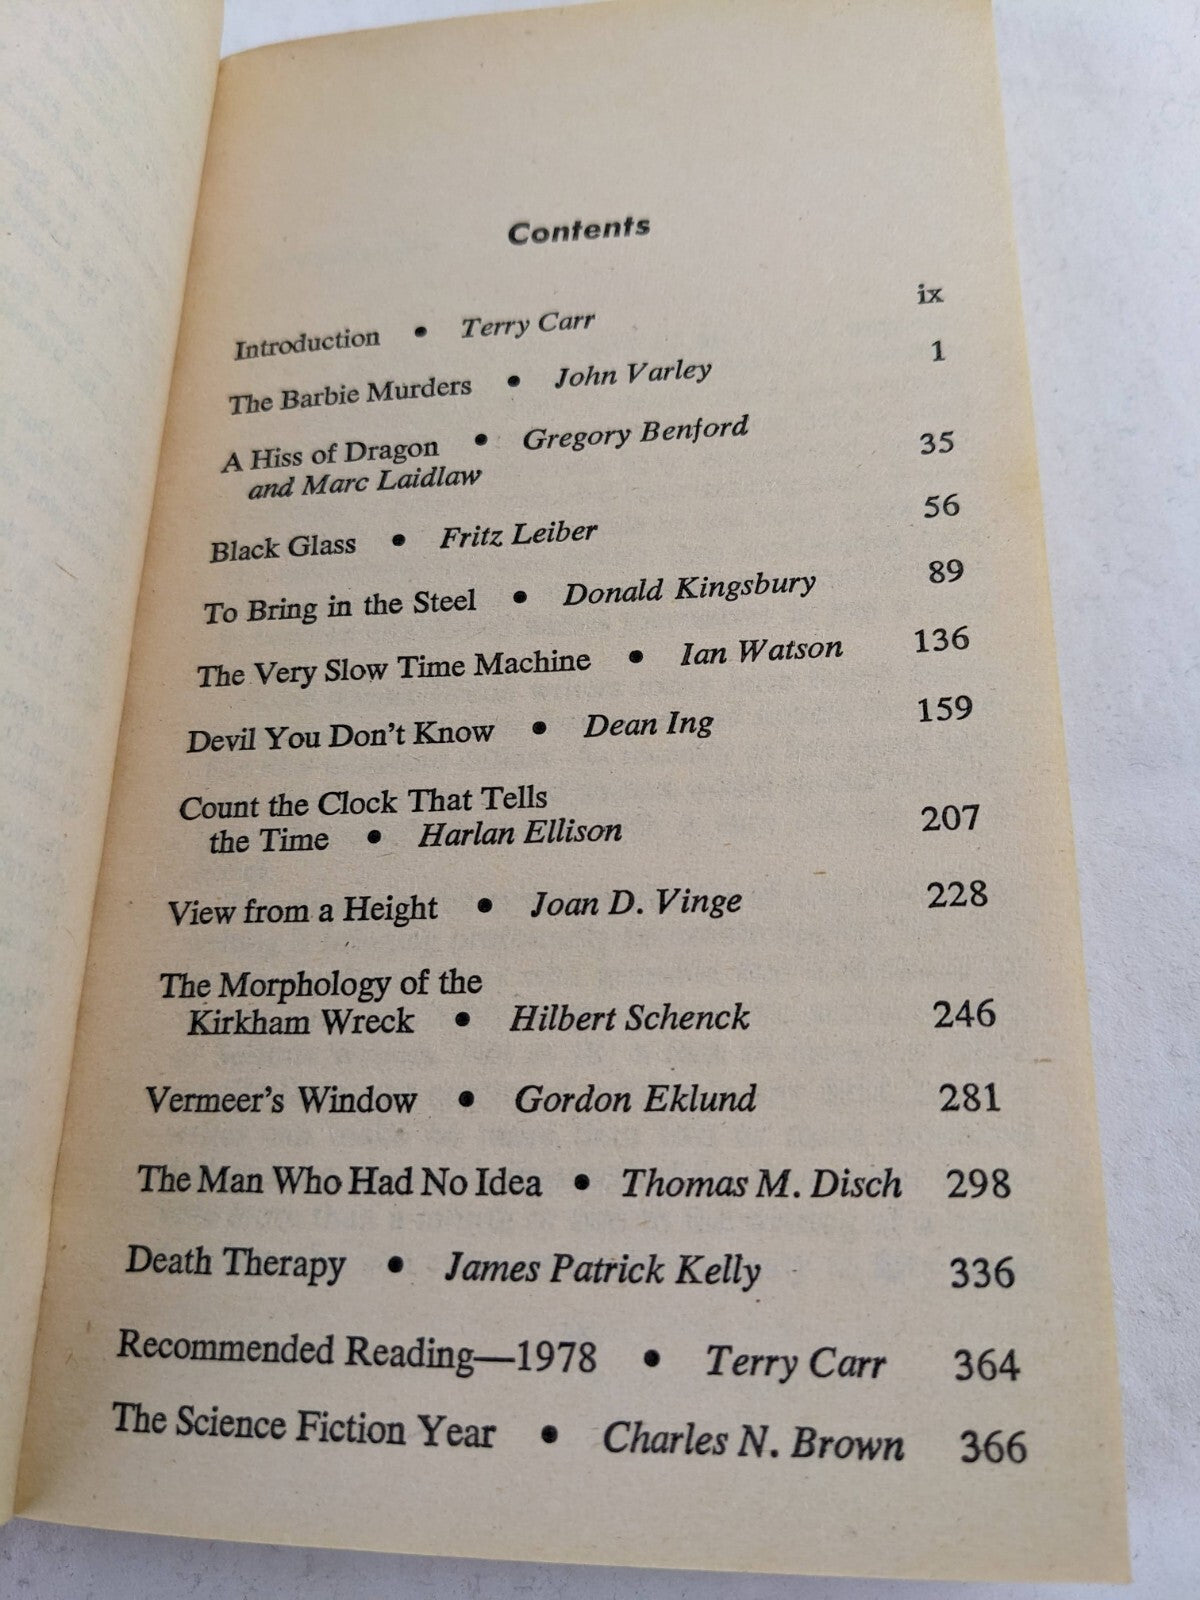 Contents
Introduction • Terry Carr ix
The Barbie Murders • John Varley 1
A Hiss of Dragon • Gregory Benford
and Marc Laidlaw 35
Black Glass • Fritz Leiber 56
To Bring in the Steel • Donald Kingsbury 89
The Very Slow Time Machine • Ian Watson 136
Devil You Don't Know • Dean Ing 159
Count the Clock That Tells
the Time • Harlan Ellison 207
View from a Height • Joan D. Vinge 228
The Morphology of the
Kirkham Wreck • Hilbert Schenck 246
Vermeer's Window • Gordon Eklund 281
The Man Who Had No Idea • Thomas M. Disch 298
Death Therapy • James Patrick Kelly 336
Recommended Reading—1978 • Terry Carr 364
The Science Fiction Year • Charles N. Brown 366